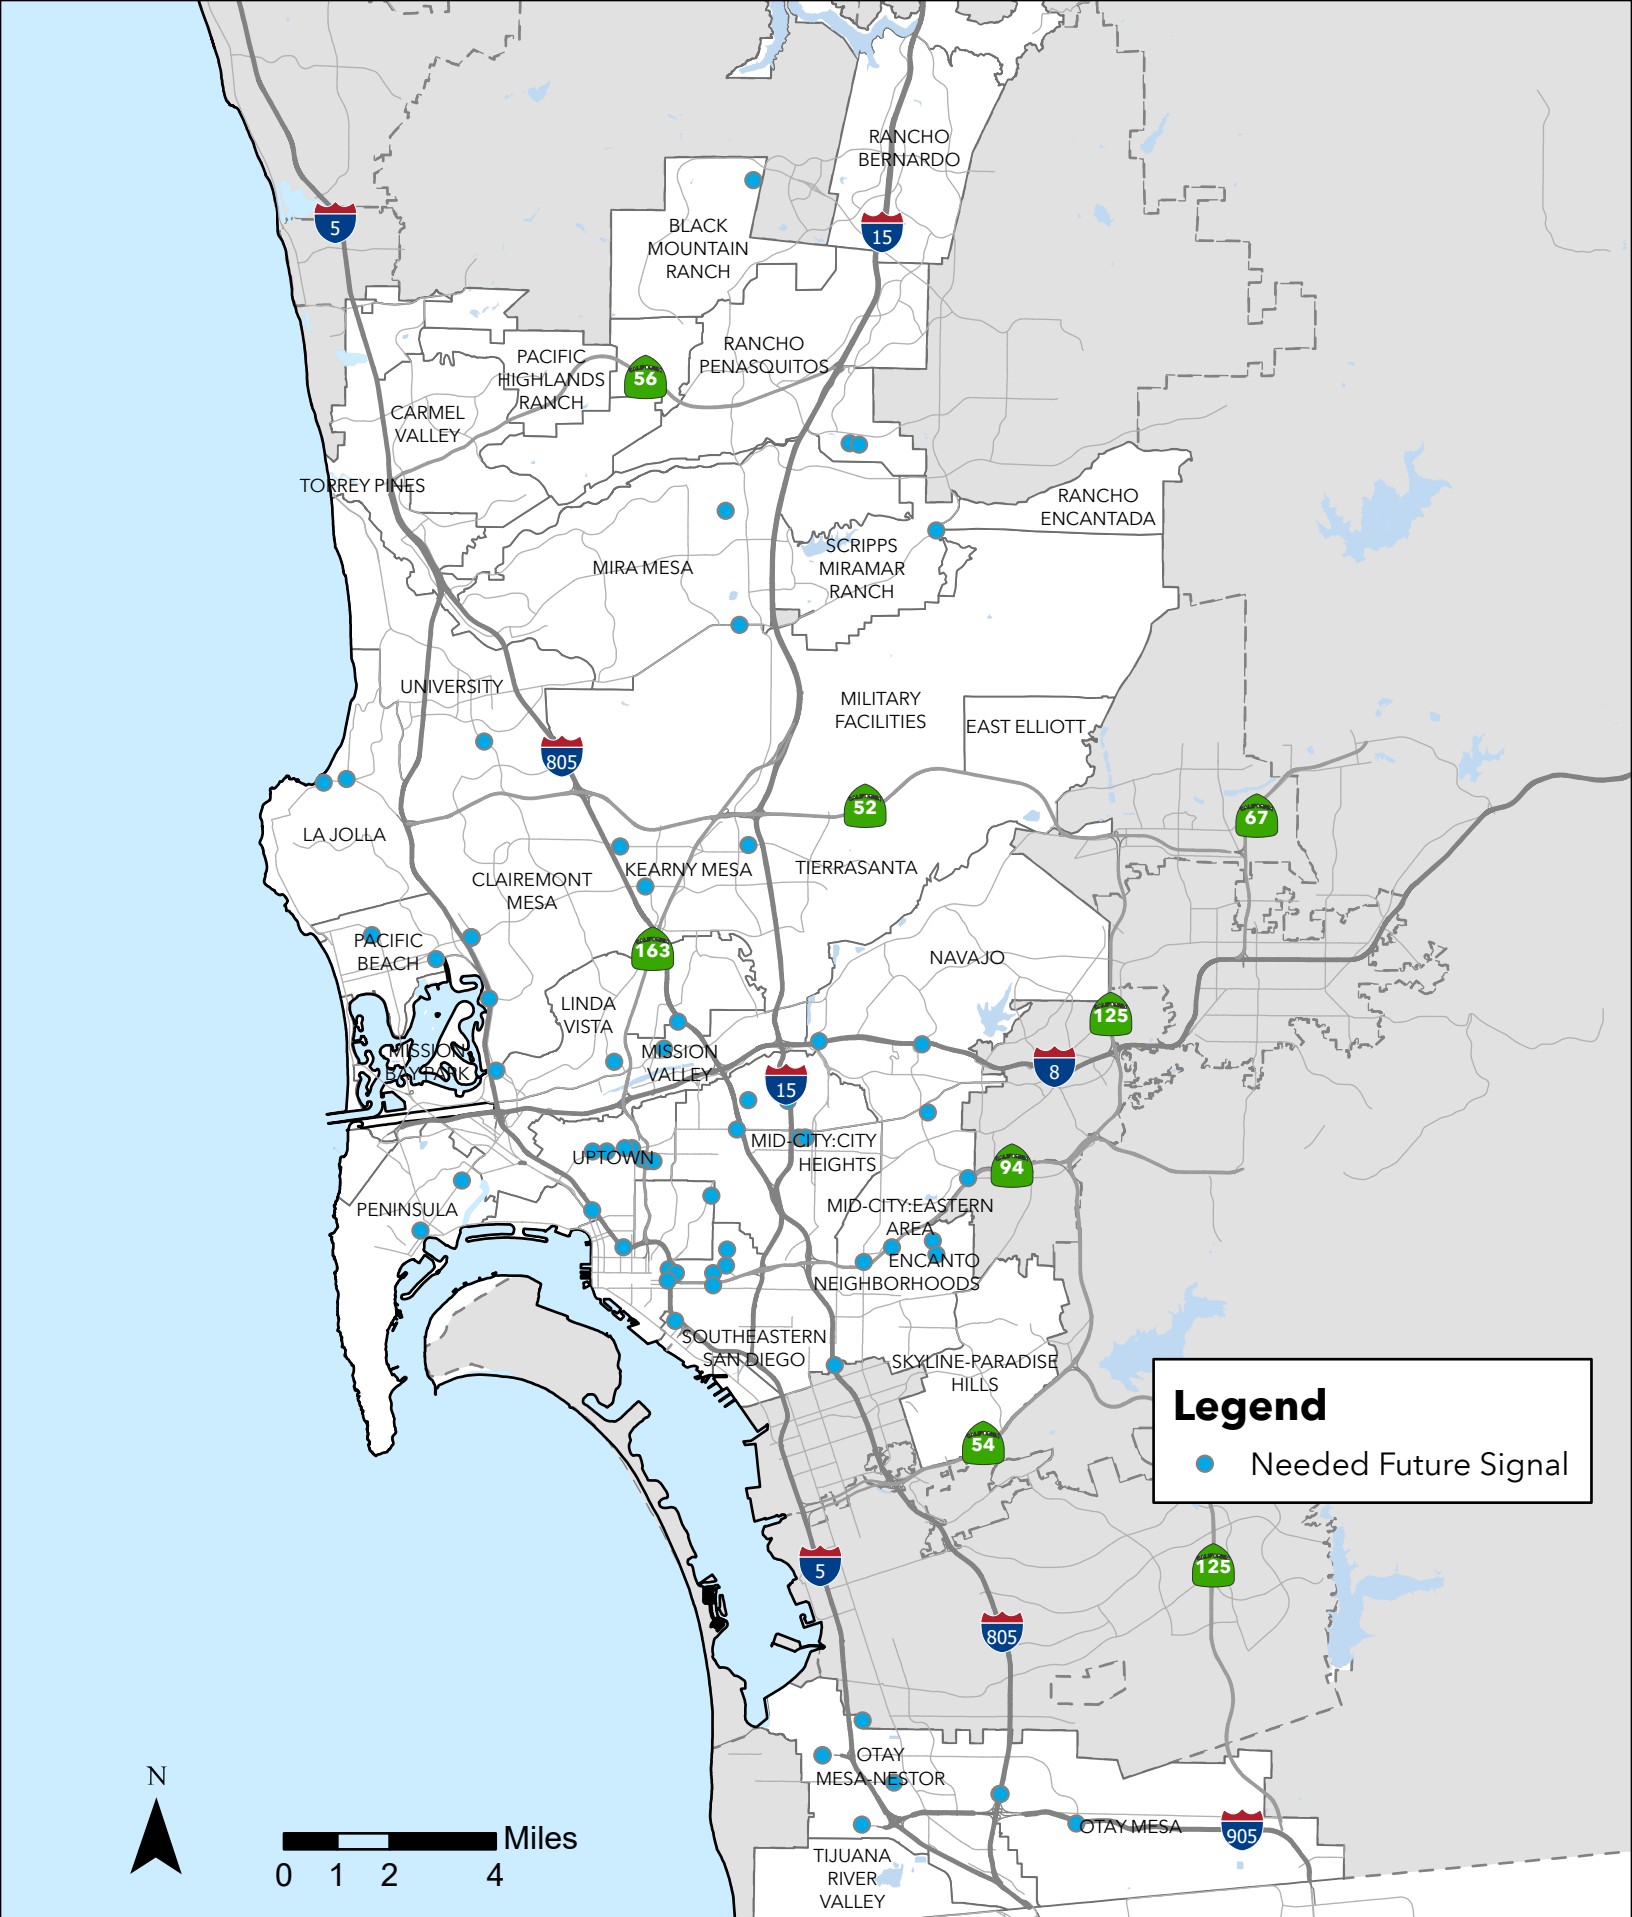 RANCHO
BERNARDO
BLACK
MOUNTAIN
RANCH
5
15
RANCHO
PENASQUITOS
PACIFIC
HIGHLANDS
RANCH
56
CARMEL
VALLEY
TORREY PINES
RANCHO
ENCANTADA
SCRIPPS
MIRAMAR
RANCH
MIRA MESA
UNIVERSITY
MILITARY
FACILITIES
EAST ELLIOTT
805
52
67
LA JOLLA
KEARNY MESA
TIERRASANTA
CLAIREMONT
MESA
PACIFIC
BEACH
163
NAVAJO
LINDA
VISTA
125
MISSION
BAY PARK
MISSION
VALLEY
8
15
MID-CITY:CITY
HEIGHTS
UPTOWN
94
PENINSULA
MID-CITY:EASTERN
AREA
ENCANTO
NEIGHBORHOODS
SOUTHEASTERN
SAN DIEGO
SKYLINE-PARADISE
HILLS
54
Legend
Needed Future Signal
5
125
805
OTAY
MESA-NESTOR
OTAY MESA
905
TIJUANA
RIVER
VALLEY
N
Miles
0 1 2 4